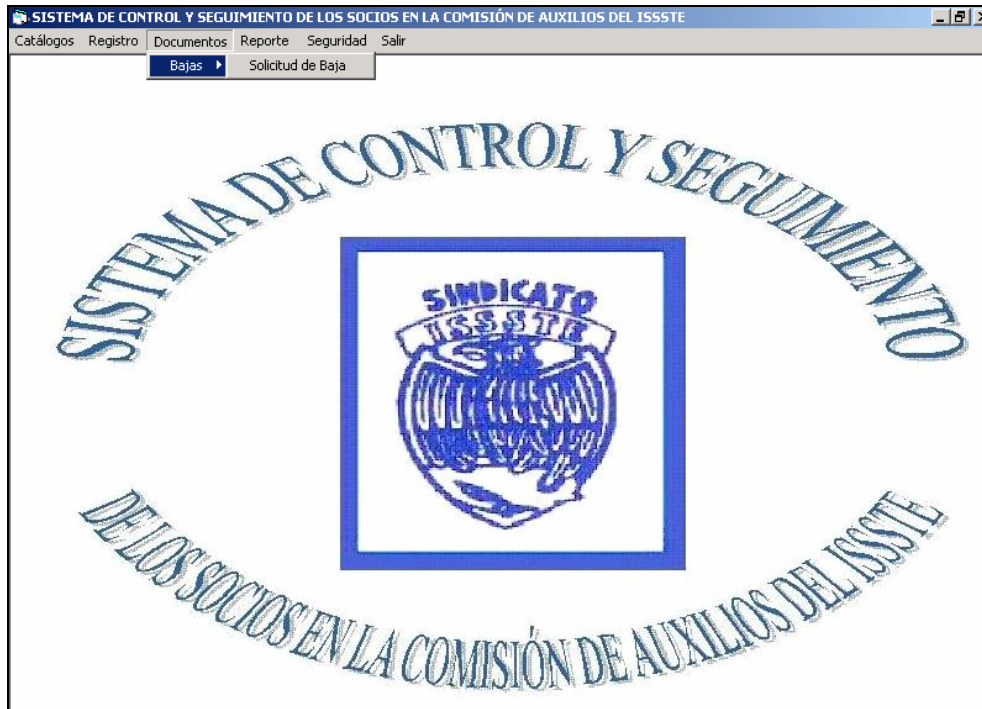 SISTEMA DE CONTROL Y SEGUIMIENTO DE LOS SOCIOS EN LA COMISIÓN DE AUXILIOS DEL ISSSTE
Catálogos Registro Documentos Reporte Seguridad Salir
Bajas Solicitud de Baja
SISTEMA DE CONTROL Y SEGUIMIENTO
SINDICATO
ISSSTE
DE LOS SOCIOS EN LA COMISIÓN DE AUXILIOS DEL ISSSTE